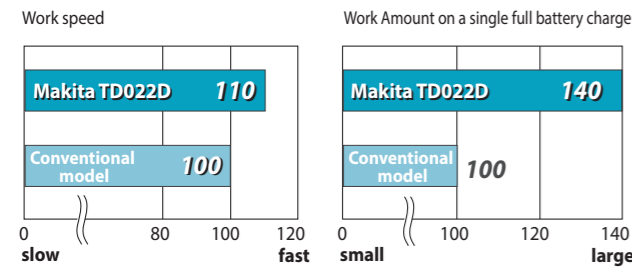 Work speed
Makita TD022D 110
Conventional
model
100
0 80 100 120
slow fast
Work Amount on a single full battery charge
Makita TD022D 140
Conventional
model
100
0 100 120 140
small large